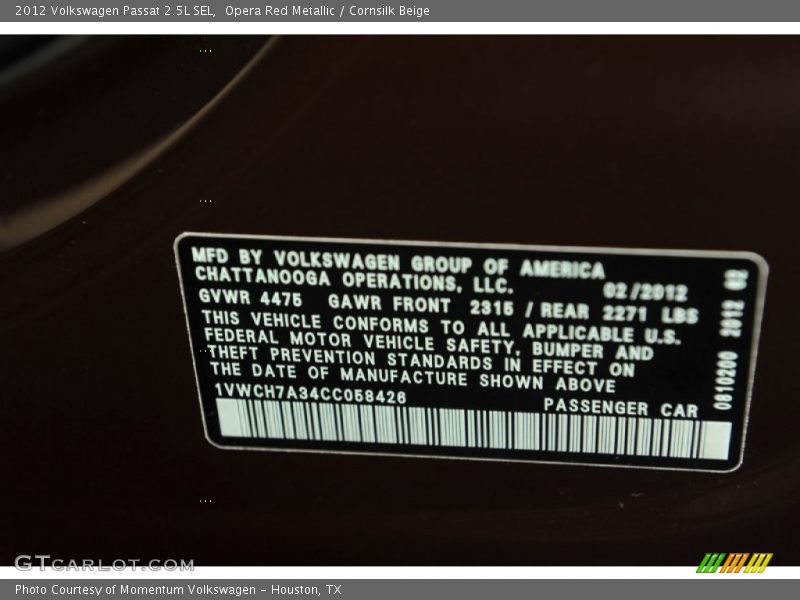 2012 Volkswagen Passat 2.5L SEL,  Opera Red Metallic / Cornsilk Beige
MFD BY VOLKSWAGEN GROUP OF AMERICA
CHATTANOOGA OPERATIONS, LLC. 02/2012
GVWR 4475 GAWR FRONT 2315 / REAR 2271 LBS
THIS VEHICLE CONFORMS TO ALL APPLICABLE U.S.
FEDERAL MOTOR VEHICLE SAFETY, BUMPER AND
THEFT PREVENTION STANDARDS IN EFFECT ON
THE DATE OF MANUFACTURE SHOWN ABOVE
1VWCH7A34CC058426 PASSENGER CAR
0810200 2012 02
GTCARLOT.COM
Photo Courtesy of Momentum Volkswagen – Houston, TX